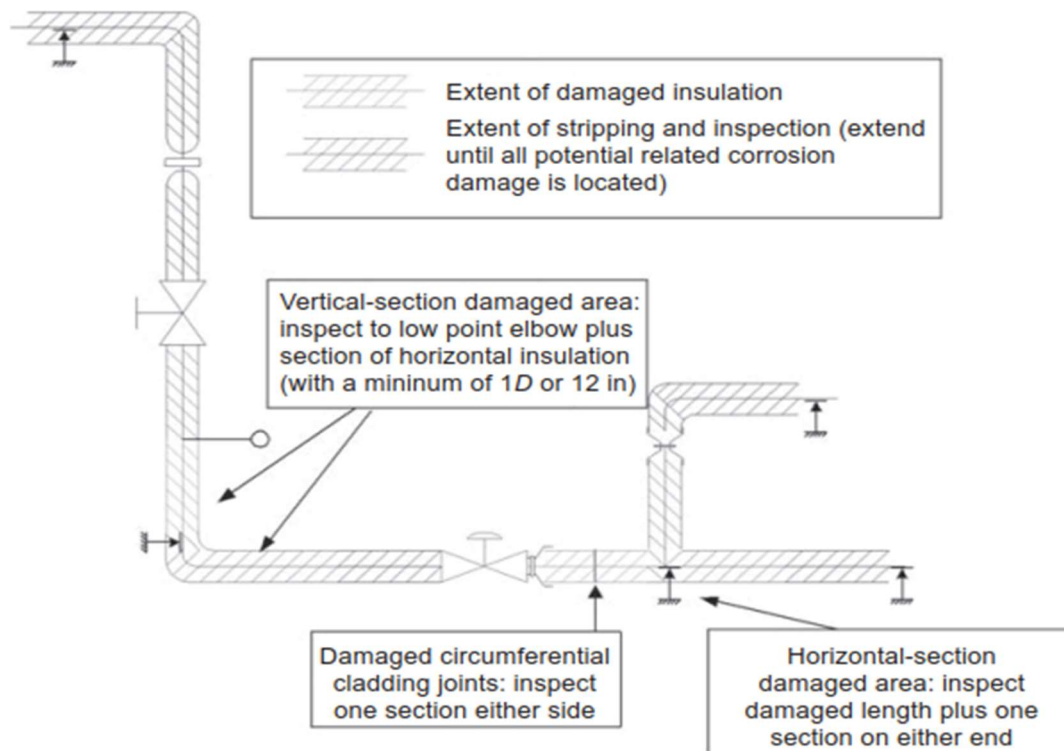 Extent of damaged insulation
Extent of stripping and inspection (extend
until all potential related corrosion
damage is located)
Vertical-section damaged area:
inspect to low point elbow plus
section of horizontal insulation
(with a mininum of 1D or 12 in)
Damaged circumferential
cladding joints: inspect
one section either side
Horizontal-section
damaged area: inspect
damaged length plus one
section on either end